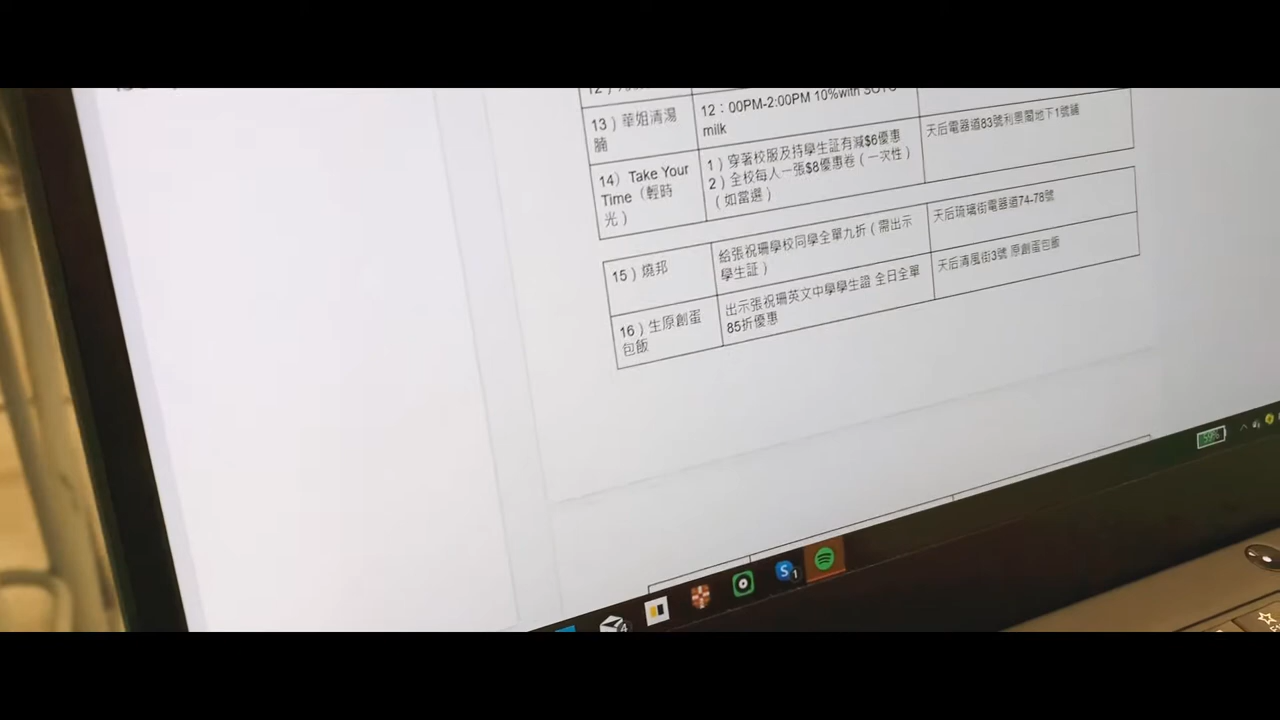 13）華姐清湯
腩
12：00PM-2:00PM 10%with
milk
14）Take Your
Time（輕時
光）
1）穿著校服及持學生証有減$6優惠
2）全校每人一張$8優惠卷（一次性）
（如當選）
天后電器道83號利恩閣地下1號鋪
15）燒邦
給張祝珊學校同學全單九折（需出示
學生証）
天后琉璃街電器道74-78號
16）生原創蛋
包飯
出示張祝珊英文中學學生證 全日全單
85折優惠
天后清風街3號 原創蛋包飯
59%
S 1
4